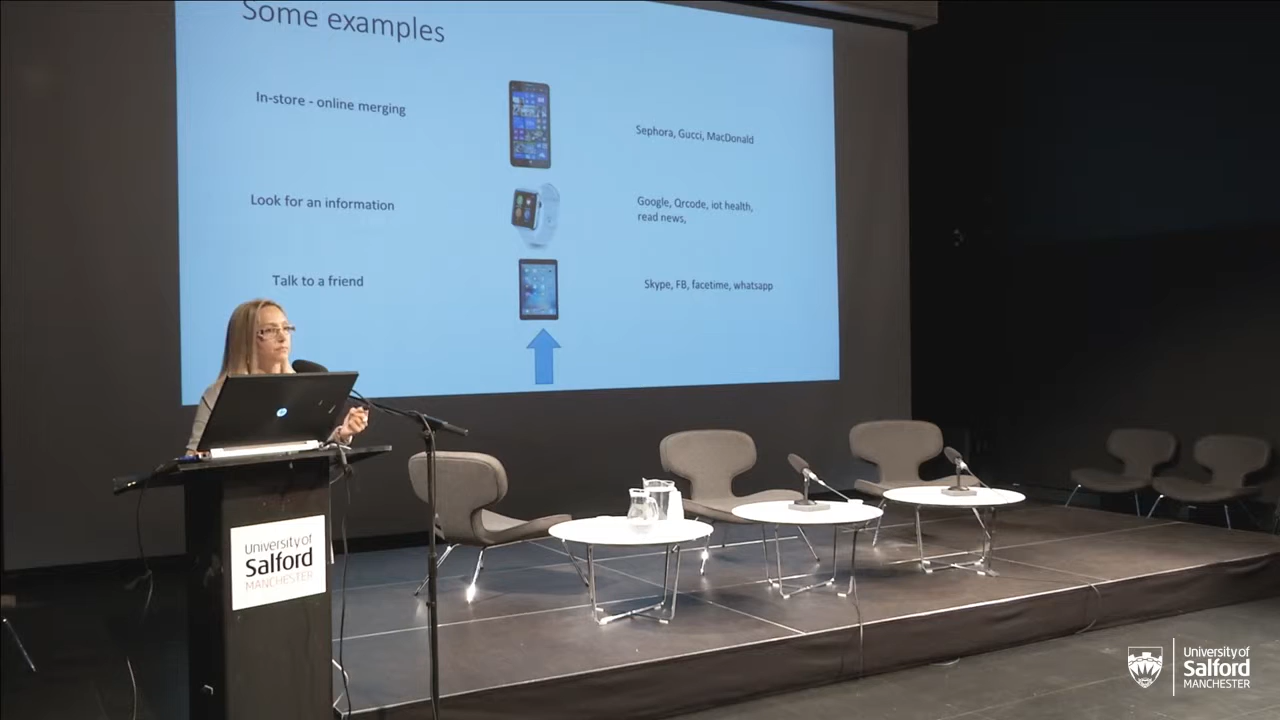 Some examples
In-store - online merging
Sephora, Gucci, MacDonald
Look for an information
Google, Qrcode, iot health,
read news,
Talk to a friend
Skype, FB, facetime, whatsapp
hp
University of
Salford
MANCHESTER
University of
Salford
MANCHESTER